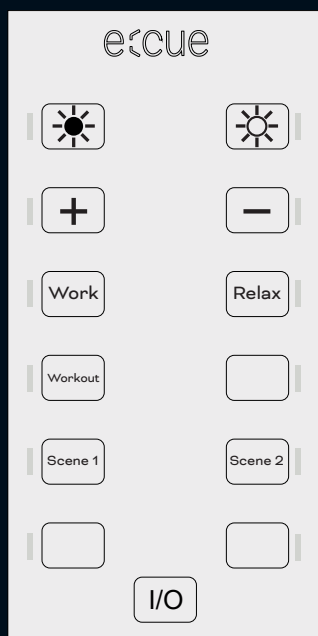 e:cue
+ −
Work Relax
Workout
Scene 1 Scene 2
I/O